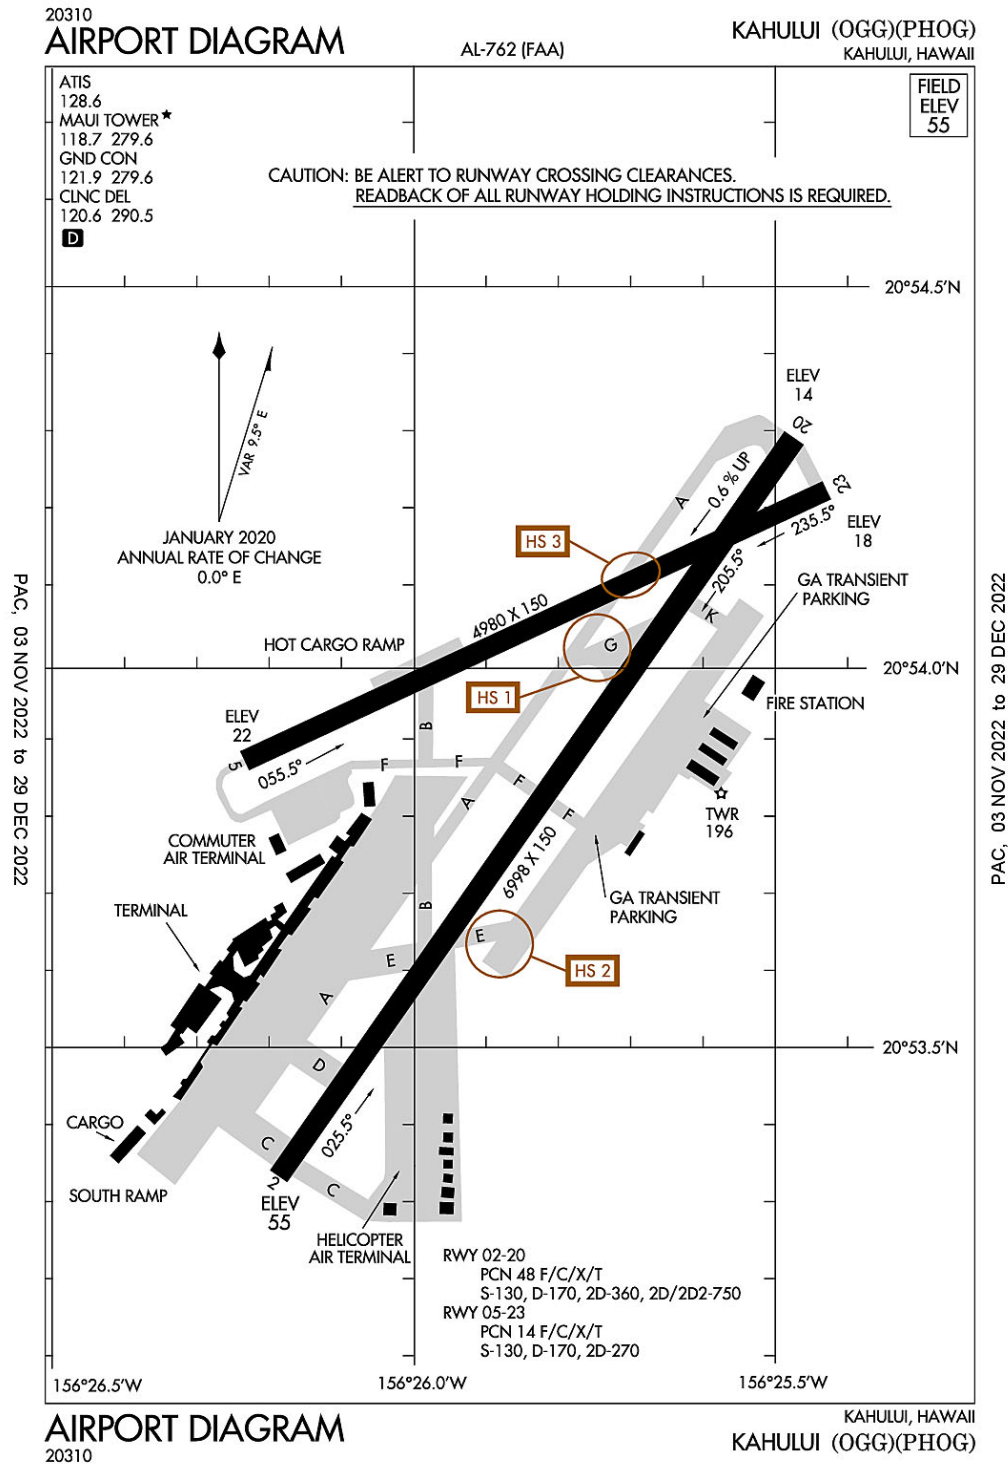 20310
AIRPORT DIAGRAM
AL-762 (FAA)
KAHULUI (OGG)(PHOG)
KAHULUI, HAWAII
ATIS
128.6
MAUI TOWER★
118.7 279.6
GND CON
121.9 279.6
CLNC DEL
120.6 290.5
D
FIELD
ELEV
55
CAUTION: BE ALERT TO RUNWAY CROSSING CLEARANCES.
READBACK OF ALL RUNWAY HOLDING INSTRUCTIONS IS REQUIRED.
20°54.5'N
VAR 9.5° E
JANUARY 2020
ANNUAL RATE OF CHANGE
0.0° E
ELEV
14
20
A
0.6% UP
23
235.5°
ELEV
18
HS 3
205.5°
GA TRANSIENT
PARKING
4980 X 150
K
HOT CARGO RAMP
G
20°54.0'N
HS 1
FIRE STATION
ELEV
22
B
5
055.5°
F
F
F
F
A
TWR
196
COMMUTER
AIR TERMINAL
6998 X 150
GA TRANSIENT
PARKING
TERMINAL
B
E
E
HS 2
A
20°53.5'N
D
CARGO
025.5°
C
C
SOUTH RAMP
2
ELEV
55
HELICOPTER
AIR TERMINAL
RWY 02-20
PCN 48 F/C/X/T
S-130, D-170, 2D-360, 2D/2D2-750
RWY 05-23
PCN 14 F/C/X/T
S-130, D-170, 2D-270
156°26.5'W
156°26.0'W
156°25.5'W
PAC, 03 NOV 2022 to 29 DEC 2022
PAC, 03 NOV 2022 to 29 DEC 2022
AIRPORT DIAGRAM
20310
KAHULUI, HAWAII
KAHULUI (OGG)(PHOG)